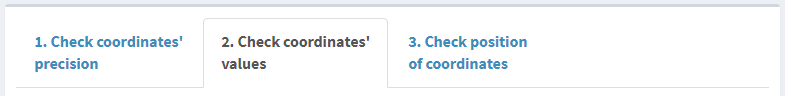 1. Check coordinates'
precision
2. Check coordinates'
values
3. Check position
of coordinates